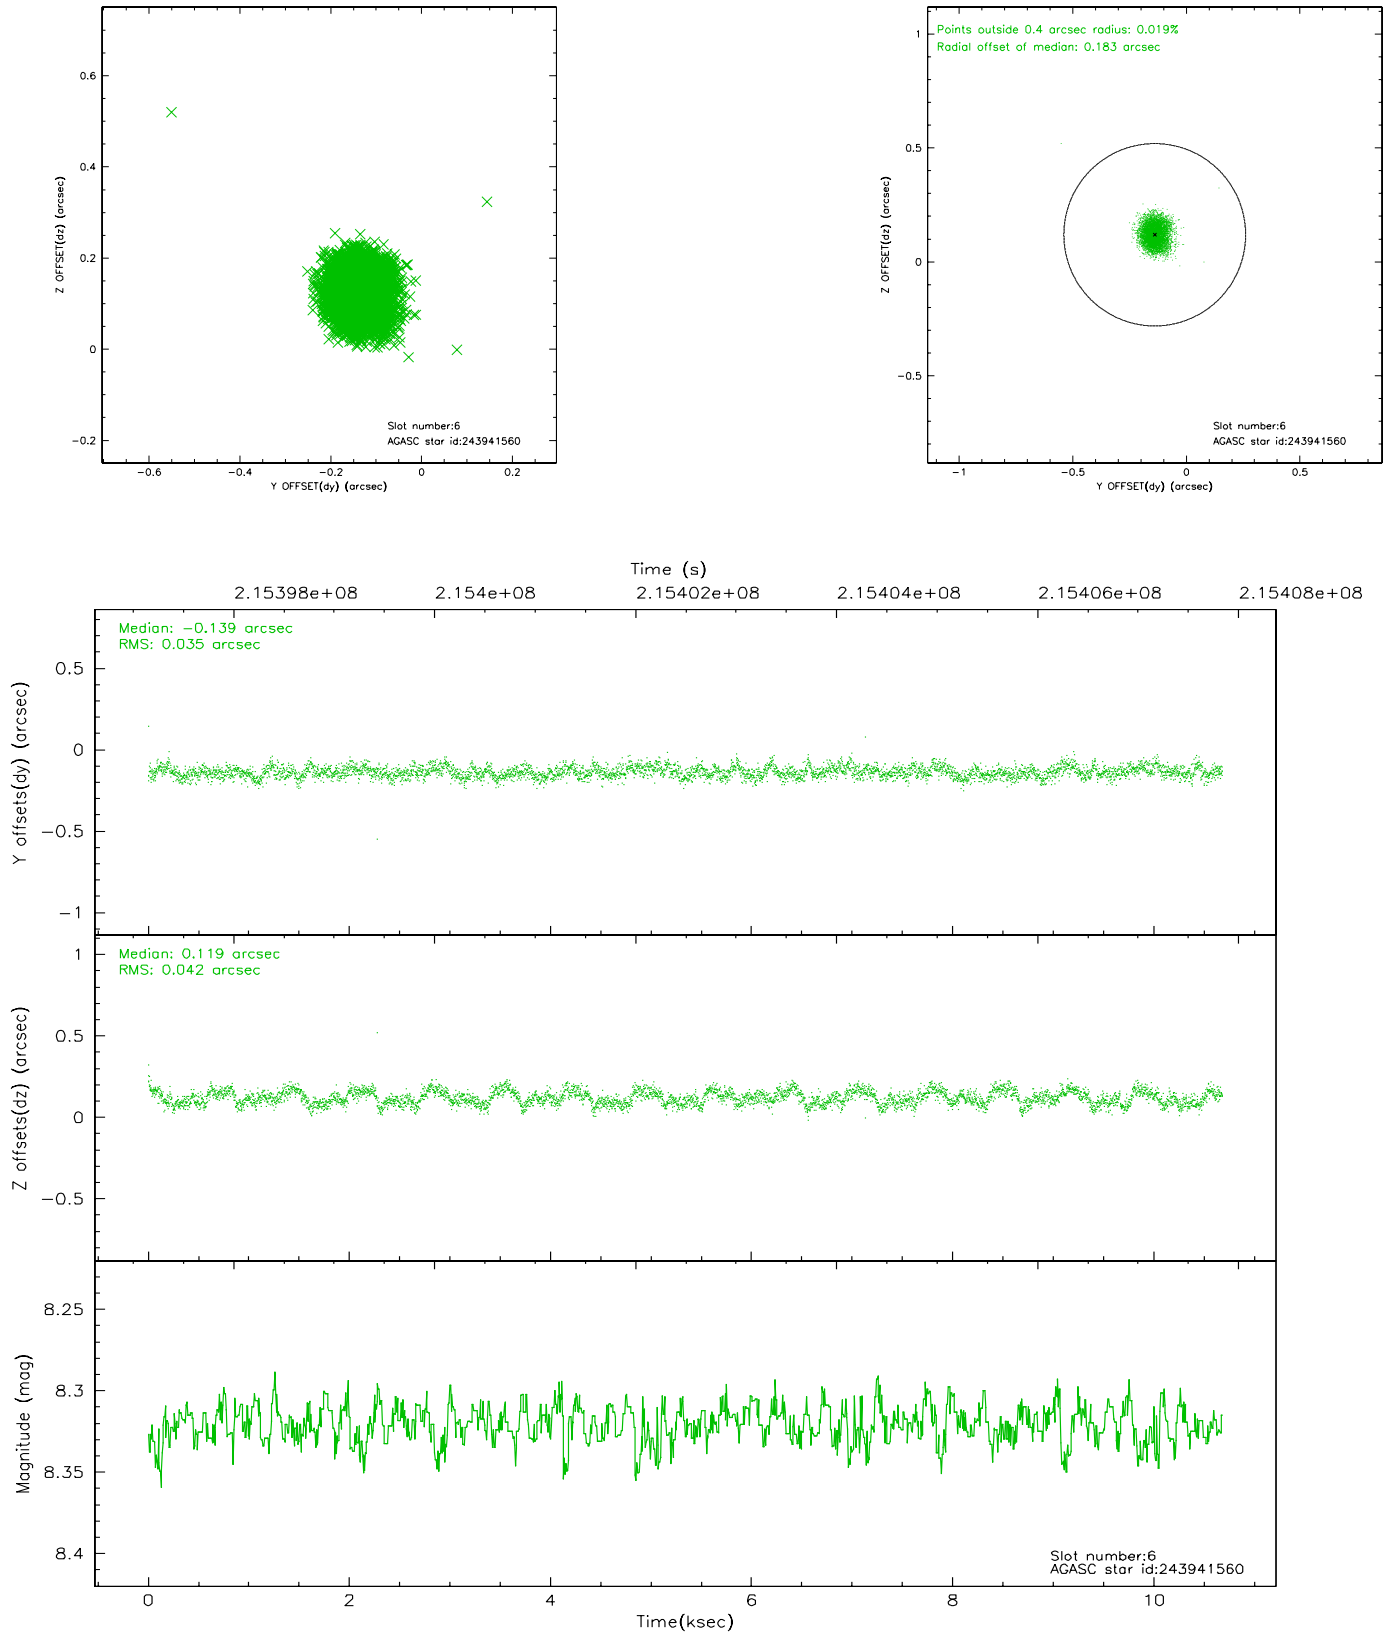 0.6
0.4
0.2
0
-0.2
Z OFFSET(dz) (arcsec)
Slot number:6
AGASC star id:243941560
-0.6
-0.4
-0.2
0
0.2
Y OFFSET(dy) (arcsec)
Points outside 0.4 arcsec radius: 0.019%
Radial offset of median: 0.183 arcsec
1
0.5
0
-0.5
Z OFFSET(dz) (arcsec)
Slot number:6
AGASC star id:243941560
-1
-0.5
0
0.5
Y OFFSET(dy) (arcsec)
Time (s)
2.15398e+08
2.154e+08
2.15402e+08
2.15404e+08
2.15406e+08
2.15408e+08
Median: -0.139 arcsec
RMS: 0.035 arcsec
0.5
0
-0.5
-1
Y offsets(dy) (arcsec)
Median: 0.119 arcsec
RMS: 0.042 arcsec
1
0.5
0
-0.5
Z offsets(dz) (arcsec)
8.25
8.3
8.35
8.4
Magnitude (mag)
Slot number:6
AGASC star id:243941560
0
2
4
6
8
10
Time(ksec)